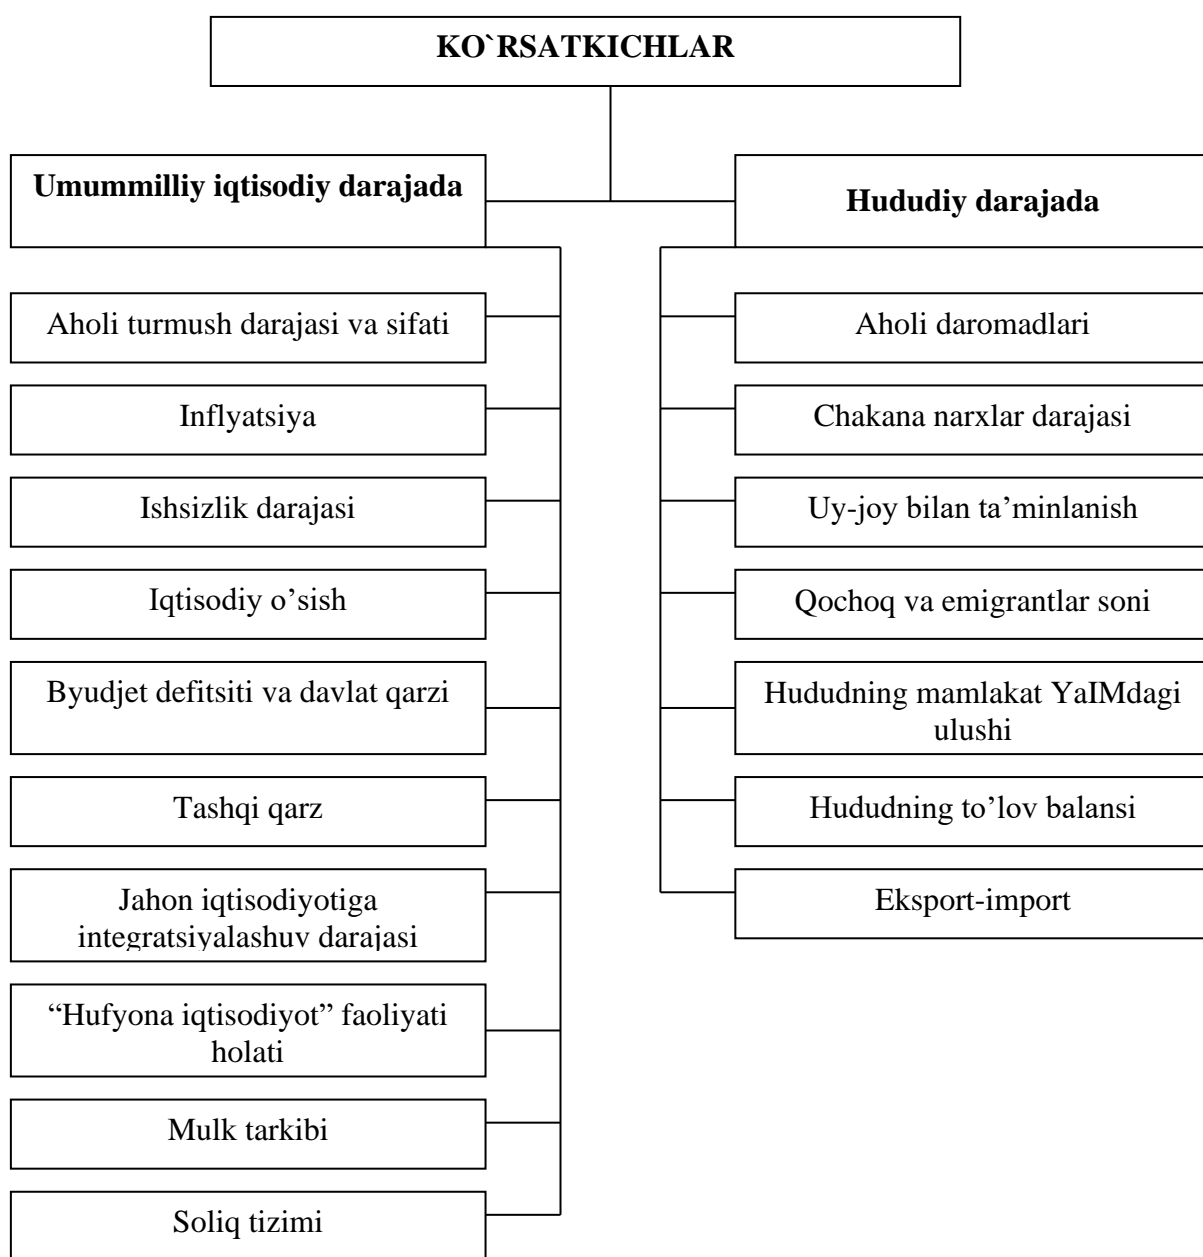 KO`RSATKICHLAR
Umummilliy iqtisodiy darajada
Aholi turmush darajasi va sifati
Inflyatsiya
Ishsizlik darajasi
Iqtisodiy o’sish
Byudjet defitsiti va davlat qarzi
Tashqi qarz
Jahon iqtisodiyotiga
integratsiyalashuv darajasi
“Hufyona iqtisodiyot” faoliyati
holati
Mulk tarkibi
Soliq tizimi
Hududiy darajada
Aholi daromadlari
Chakana narxlar darajasi
Uy-joy bilan ta’minlanish
Qochoq va emigrantlar soni
Hududning mamlakat YaIMdagi
ulushi
Hududning to’lov balansi
Eksport-import